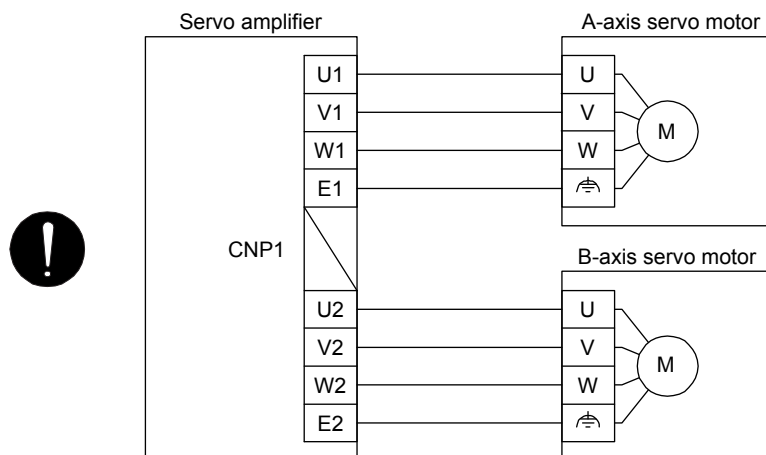 Servo amplifier
A-axis servo motor
U1 U
V1 V
M
W1 W
E1
CNP1
B-axis servo motor
U2 U
V2 V
M
W2 W
E2